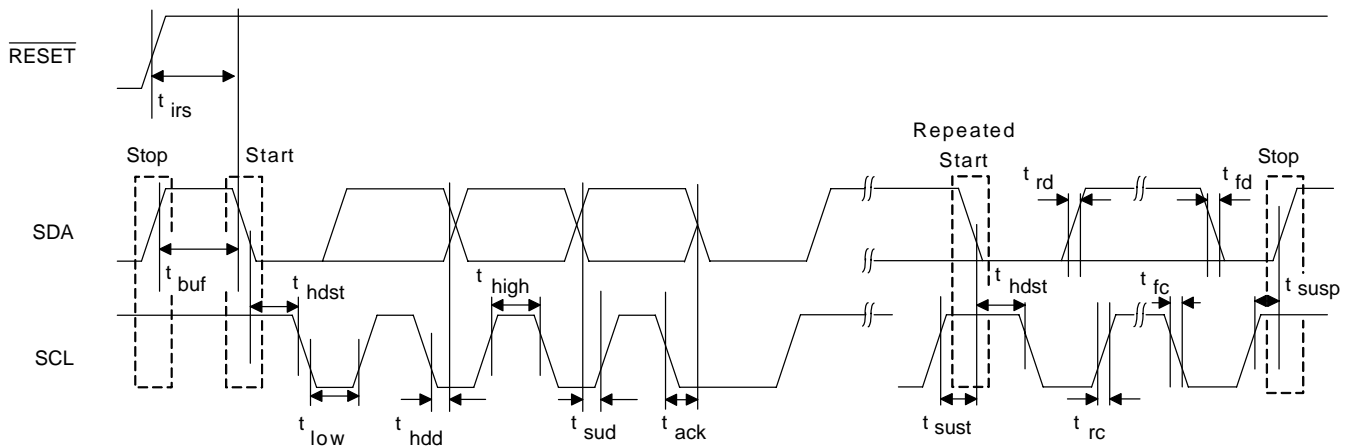 RESET
t irs
Stop
Start
Repeated
Start
Stop
t rd
t fd
SDA
t buf
t hdst
t high
t hdst
t fc
t susp
SCL
t low
t hdd
t sud
t ack
t sust
t rc